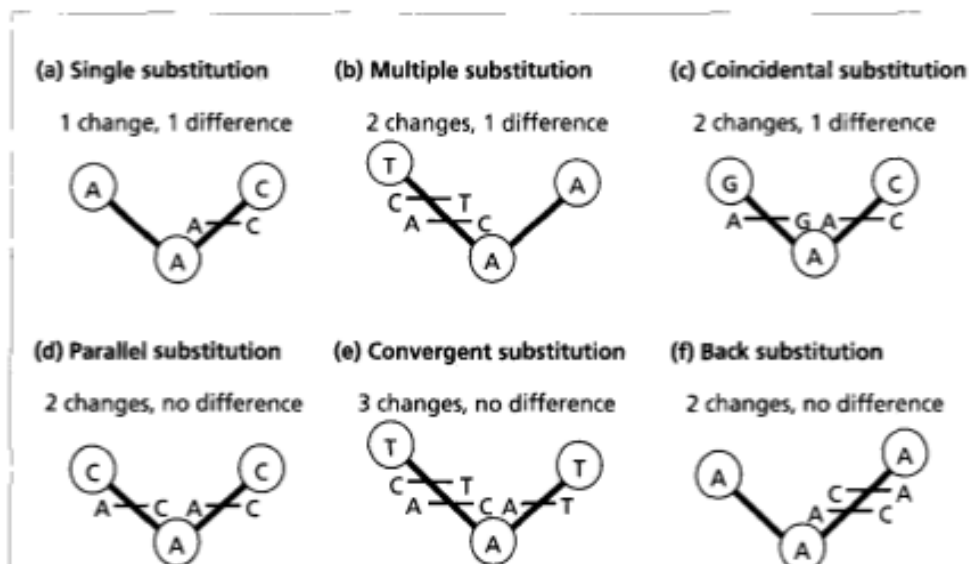 (a) Single substitution
1 change, 1 difference
A
C
A C
A
(b) Multiple substitution
2 changes, 1 difference
T
A
C T
A C
A
(c) Coincidental substitution
2 changes, 1 difference
G
C
A G A C
A
(d) Parallel substitution
2 changes, no difference
C
C
A C A C
A
(e) Convergent substitution
3 changes, no difference
T
T
C T
A C A T
A
(f) Back substitution
2 changes, no difference
A
A
C A
A C
A